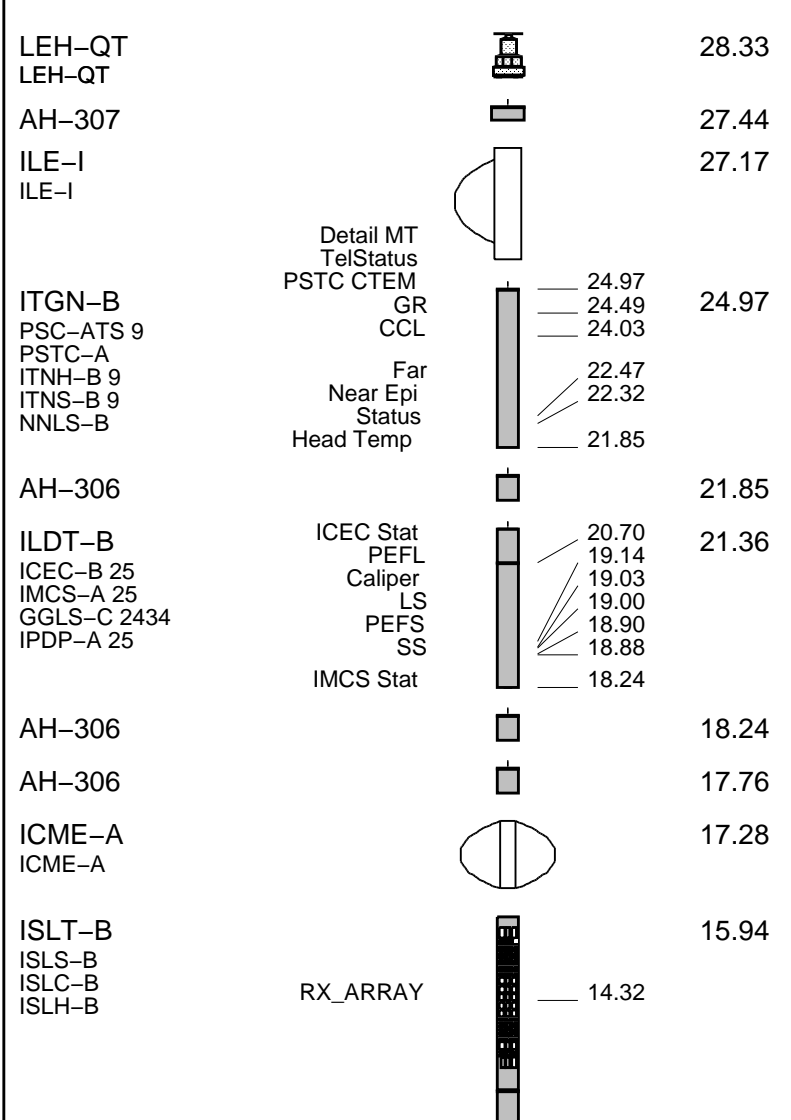 LEH−QT 28.33
LEH−QT
AH−307 27.44
ILE−I 27.17
ILE−I
Detail MT
TelStatus
PSTC CTEM 24.97
ITGN−B GR 24.49 24.97
PSC−ATS 9 CCL 24.03
PSTC−A
ITNH−B 9 Far 22.47
ITNS−B 9 Near Epi 22.32
NNLS−B Status
Head Temp 21.85
AH−306 21.85
ILDT−B ICEC Stat 20.70 21.36
ICEC−B 25 PEFL 19.14
IMCS−A 25 Caliper 19.03
GGLS−C 2434 LS 19.00
IPDP−A 25 PEFS 18.90
SS 18.88
IMCS Stat 18.24
AH−306 18.24
AH−306 17.76
ICME−A 17.28
ICME−A
ISLT−B 15.94
ISLS−B
ISLC−B RX_ARRAY 14.32
ISLH−B